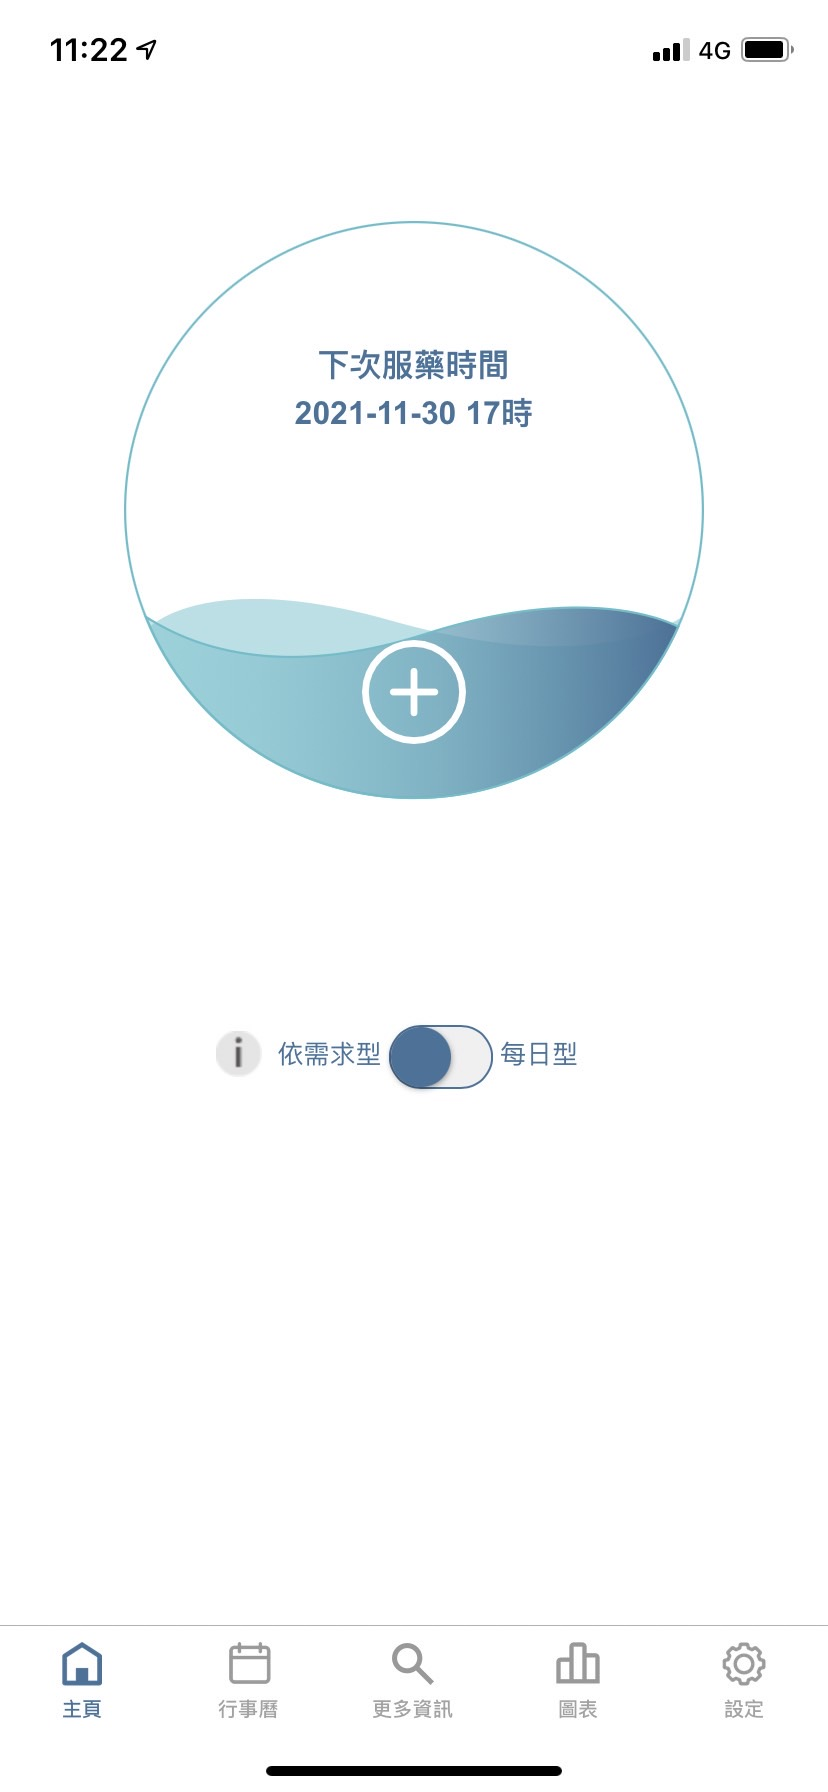 11:22
4G
下次服藥時間
2021-11-30 17時
i 依需求型 每日型
主頁 行事曆 更多資訊 圖表 設定